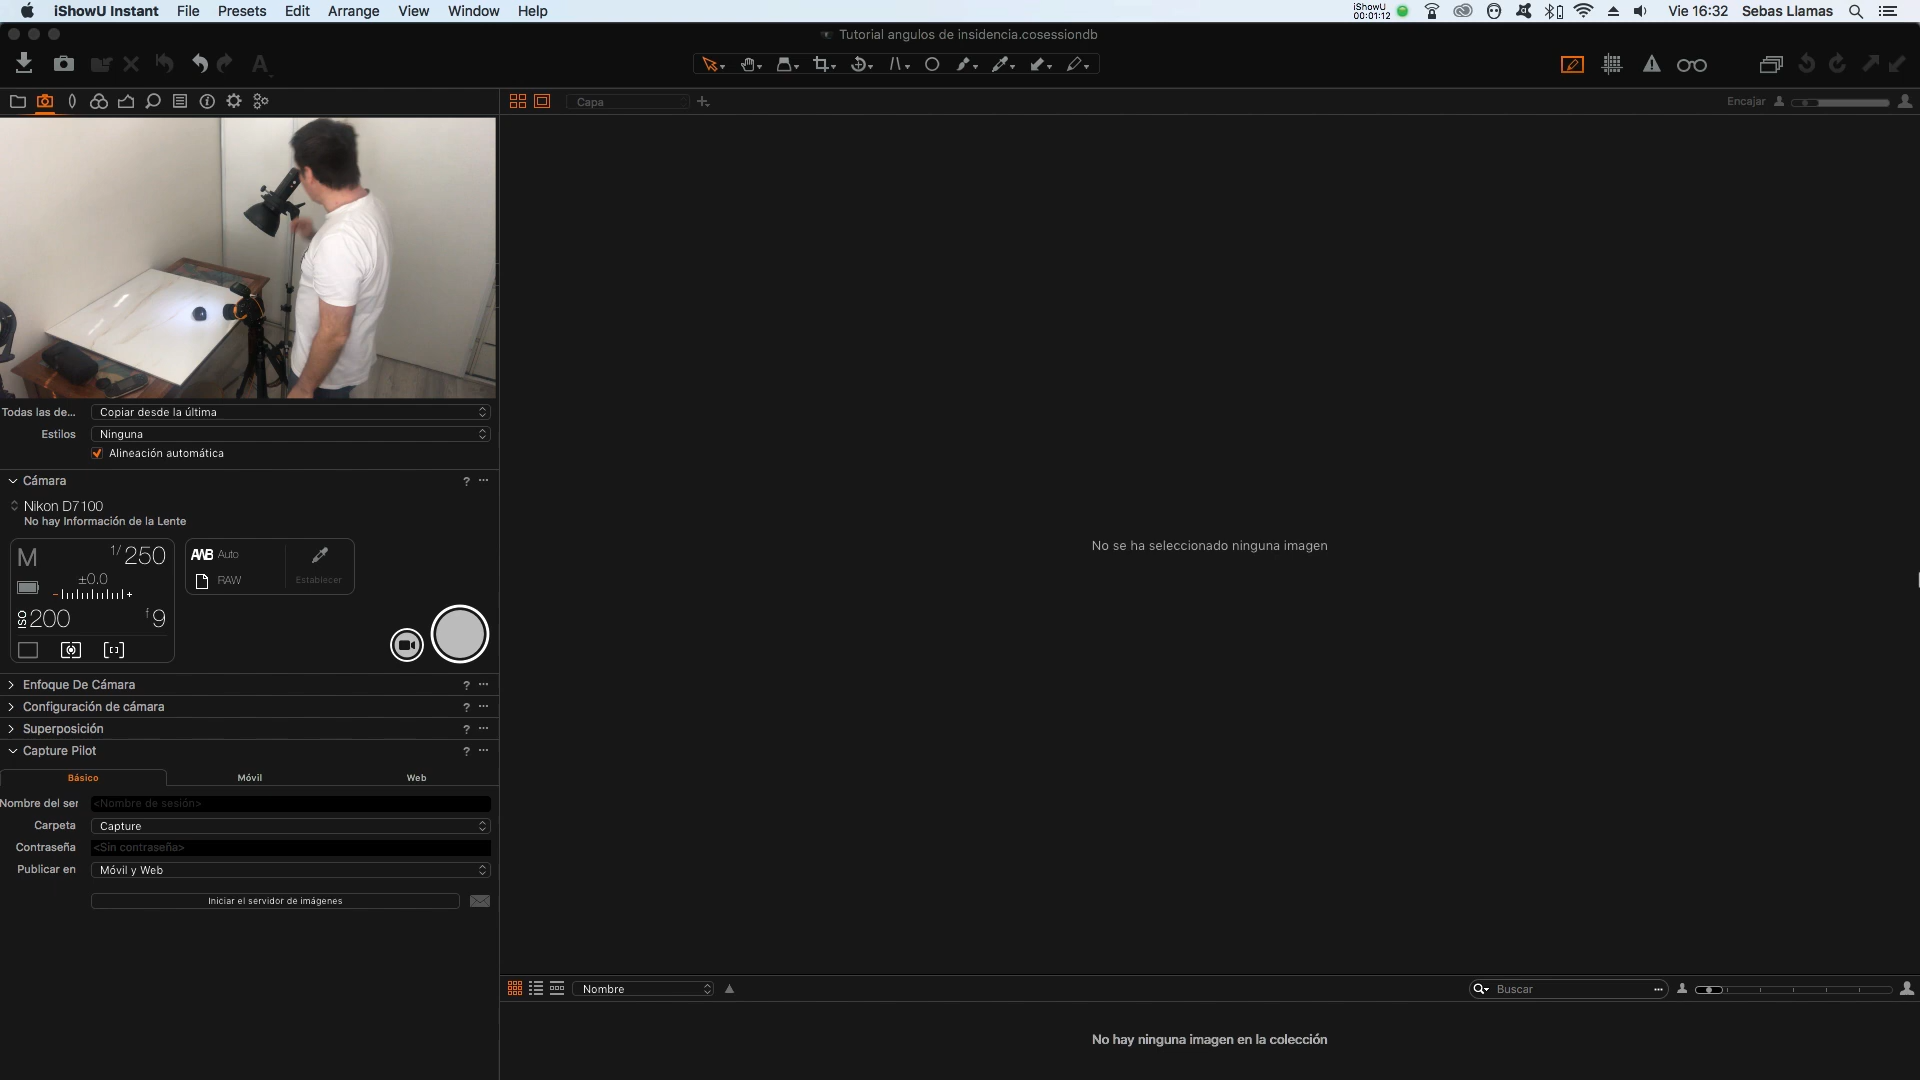 iShowU Instant File Presets Edit Arrange View Window Help iShowU 00:01:12 Vie 16:32 Sebas Llamas
Tutorial angulos de insidencia.cosessiondb
Capa
Encajar
Todas las de... Copiar desde la última
Estilos Ninguna
Alineación automática
Cámara ? ...
Nikon D7100
No hay Información de la Lente
M 1/250
AWB Auto
±0.0
RAW
Establecer
- +
ISO 200 f9
No se ha seleccionado ninguna imagen
Enfoque De Cámara ? ...
Configuración de cámara ? ...
Superposición ? ...
Capture Pilot ? ...
Básico Móvil Web
Nombre del ser <Nombre de sesión>
Carpeta Capture
Contraseña <Sin contraseña>
Publicar en Móvil y Web
Iniciar el servidor de imágenes
Nombre
Buscar ...
No hay ninguna imagen en la colección